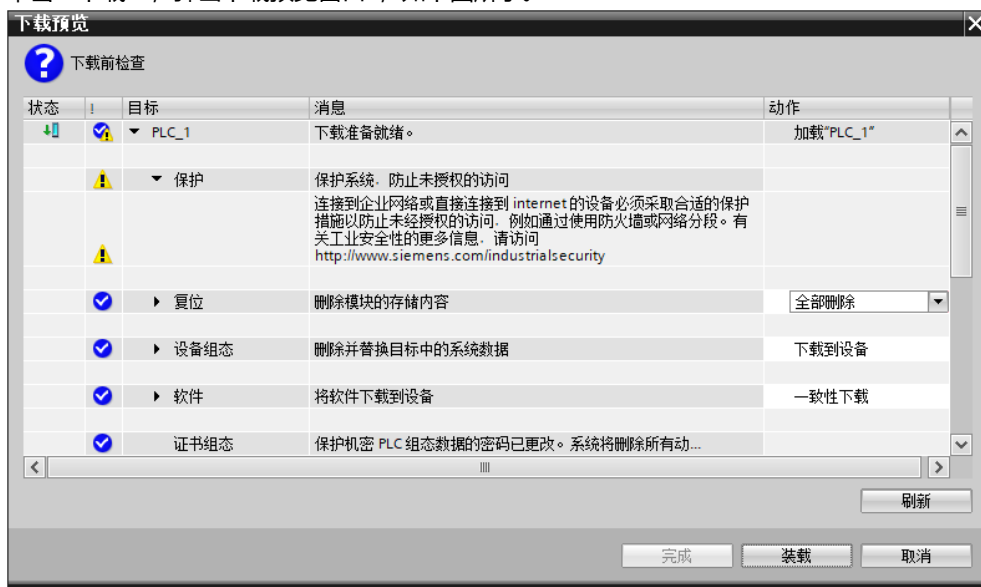 下载预览
下载前检查
状态 ! 目标 消息 动作
PLC_1 下载准备就绪。 加载"PLC_1"
保护 保护系统，防止未授权的访问
连接到企业网络或直接连接到 internet 的设备必须采取合适的保护
措施以防止未经授权的访问，例如通过使用防火墙或网络分段。有
关工业安全性的更多信息，请访问
http://www.siemens.com/industrialsecurity
复位 删除模块的存储内容 全部删除
设备组态 删除并替换目标中的系统数据 下载到设备
软件 将软件下载到设备 一致性下载
证书组态 保护机密 PLC 组态数据的密码已更改。系统将删除所有动...
刷新
完成 装载 取消